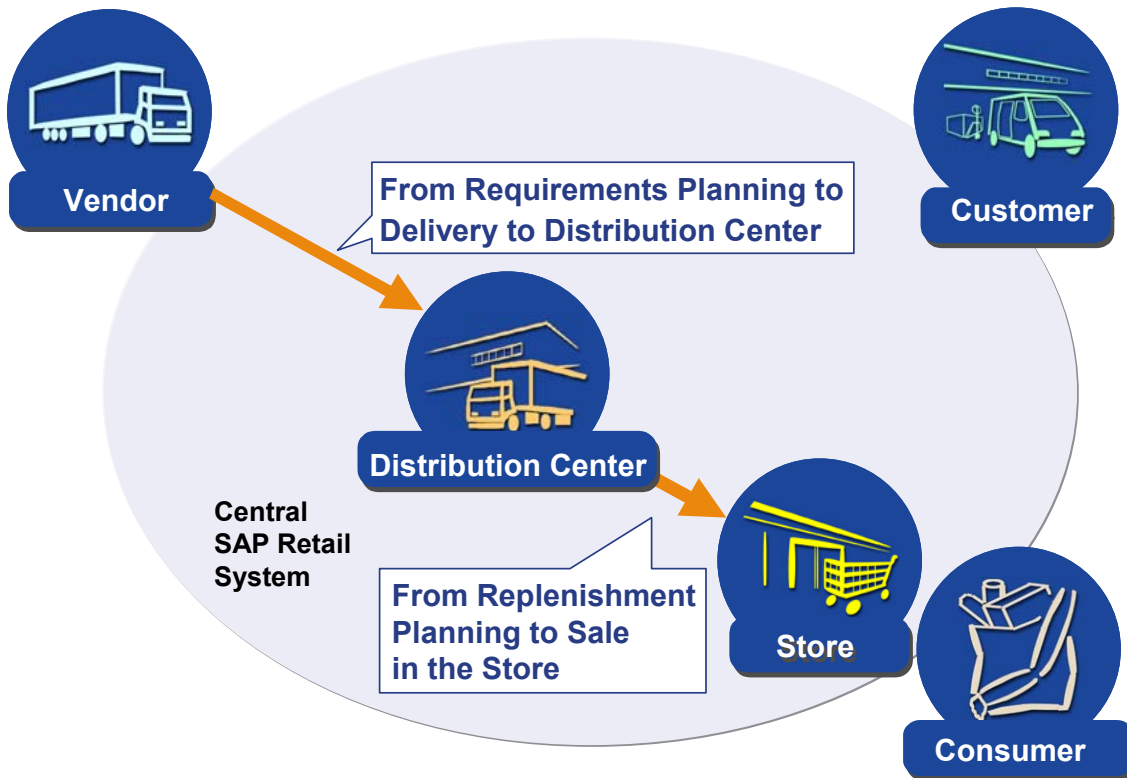 Vendor
From Requirements Planning to
Delivery to Distribution Center
Customer
Distribution Center
Central
SAP Retail
System
From Replenishment
Planning to Sale
in the Store
Store
Consumer